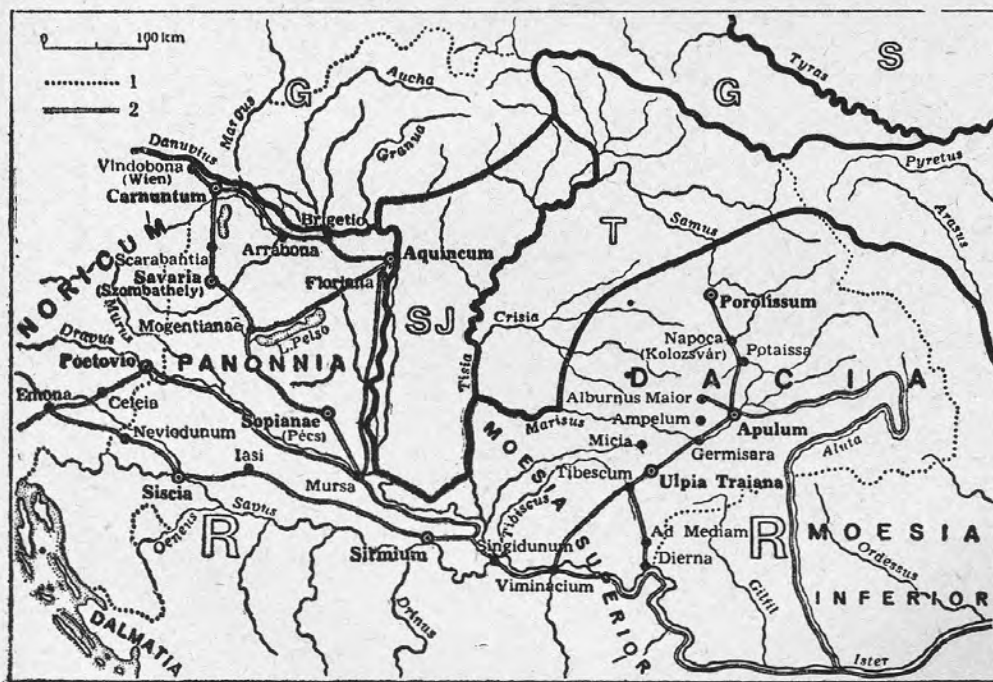 0 100 km
1
2
G
Aucha
Marous
Granua
G
S
Tyras
Pyretus
Arasus
Danuvius
Vindobona
(Wien)
Carnuntum
Brigetio
Arrabona
Aquincum
Floriana
NORICUM
Scarabantia
Savaria
(Szombathely)
Murus
Mogentianae
L. Pelso
Dravus
Poetovio
PANONNIA
SJ
T
Samus
Crisia
Tisia
Porolissum
Napoca
(Kolozsvár)
Potaissa
DACIA
Alburnus Maior
Ampelum
Apulum
Marisus
Micia
Germisara
Aluta
Tibescum
Ulpia Traiana
Emona
Celeia
Neviodunum
Sopianae
(Pécs)
Iasi
Siscia
Mursa
MOESIA
SUPERIOR
Tibiscus
Oeneus
R
Savus
Sirmium
Singidunum
Viminacium
Drinus
Ad Mediam
Dierna
R
MOESIA
INFERIOR
Ordessus
Gilfil
Ister
DALMATIA